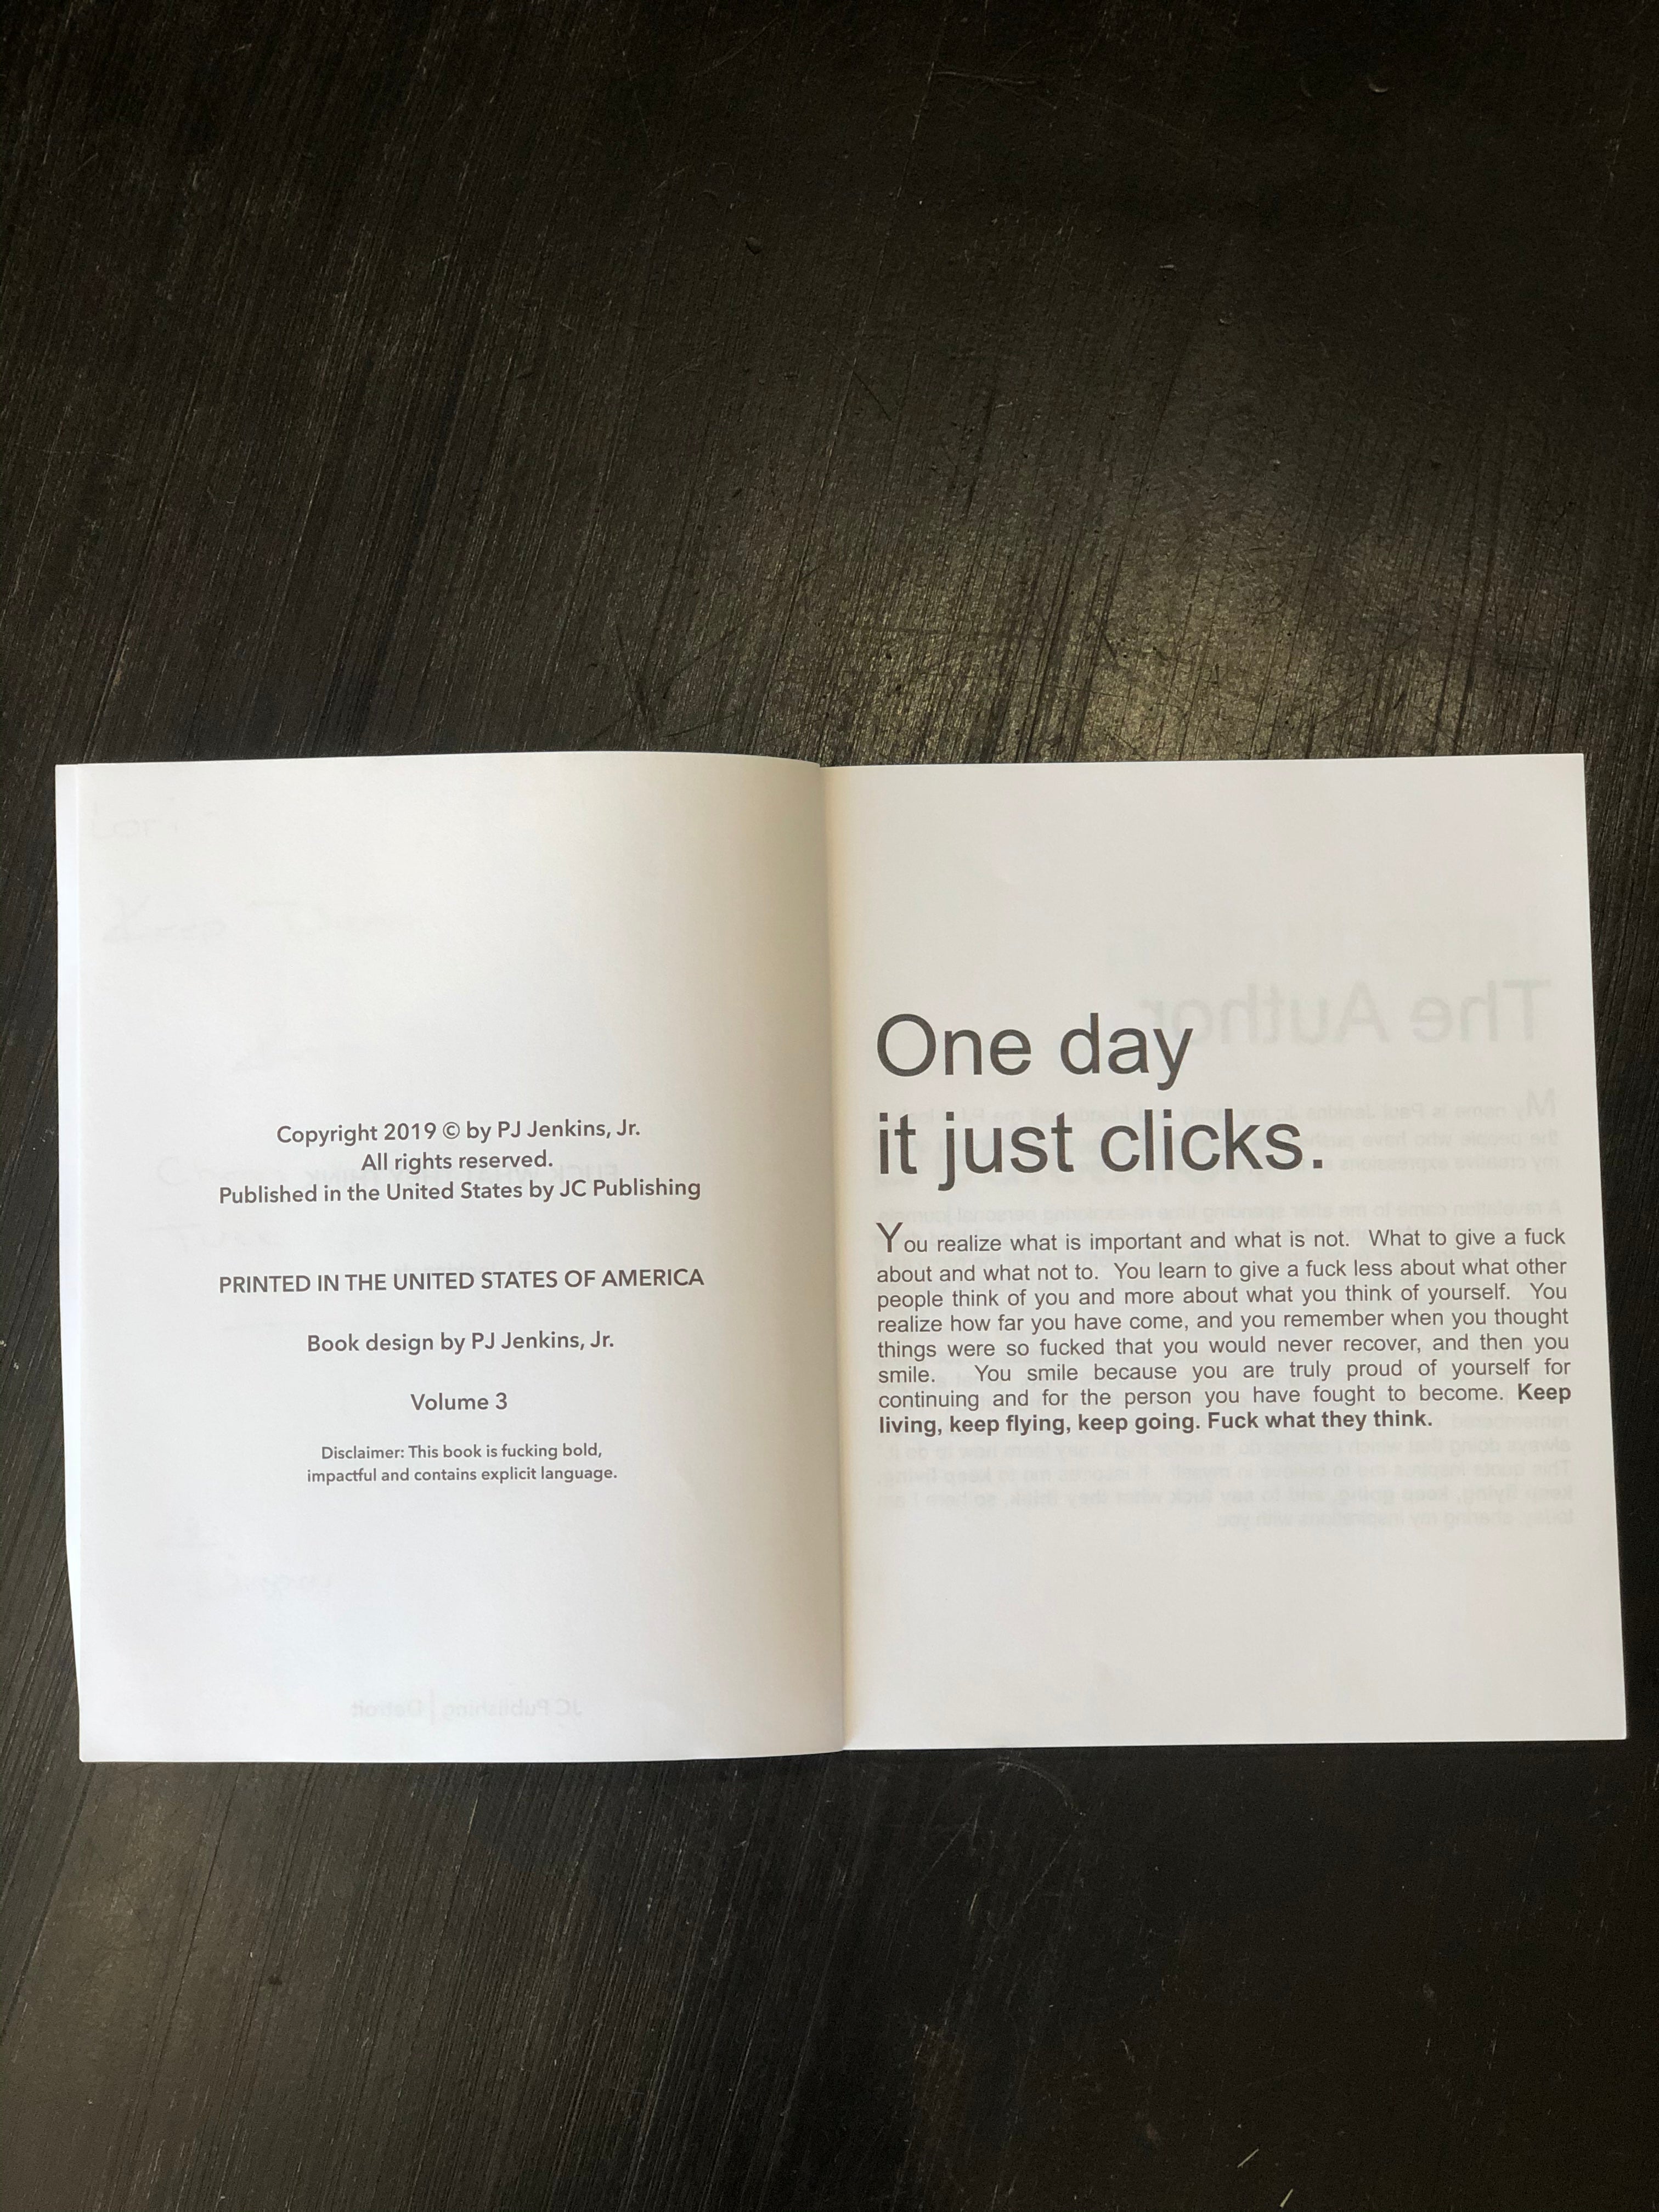 Copyright 2019 © by PJ Jenkins, Jr.
All rights reserved.
Published in the United States by JC Publishing
PRINTED IN THE UNITED STATES OF AMERICA
Book design by PJ Jenkins, Jr.
Volume 3
Disclaimer: This book is fucking bold,
impactful and contains explicit language.
JC Publishing | Detroit
One day
it just clicks.
You realize what is important and what is not. What to give a fuck
about and what not to. You learn to give a fuck less about what other
people think of you and more about what you think of yourself. You
realize how far you have come, and you remember when you thought
things were so fucked that you would never recover, and then you
smile. You smile because you are truly proud of yourself for
continuing and for the person you have fought to become. Keep
living, keep flying, keep going. Fuck what they think.
The Author